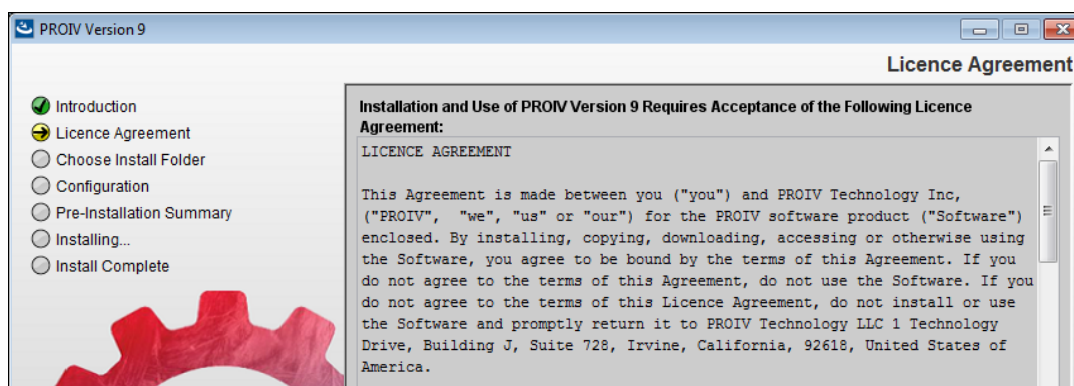 PROIV Version 9
Licence Agreement
Introduction
Licence Agreement
Choose Install Folder
Configuration
Pre-Installation Summary
Installing...
Install Complete
Installation and Use of PROIV Version 9 Requires Acceptance of the Following Licence
Agreement:
LICENCE AGREEMENT
This Agreement is made between you ("you") and PROIV Technology Inc,
("PROIV", "we", "us" or "our") for the PROIV software product ("Software")
enclosed. By installing, copying, downloading, accessing or otherwise using
the Software, you agree to be bound by the terms of this Agreement. If you
do not agree to the terms of this Agreement, do not use the Software. If you
do not agree to the terms of this Licence Agreement, do not install or use
the Software and promptly return it to PROIV Technology LLC 1 Technology
Drive, Building J, Suite 728, Irvine, California, 92618, United States of
America.